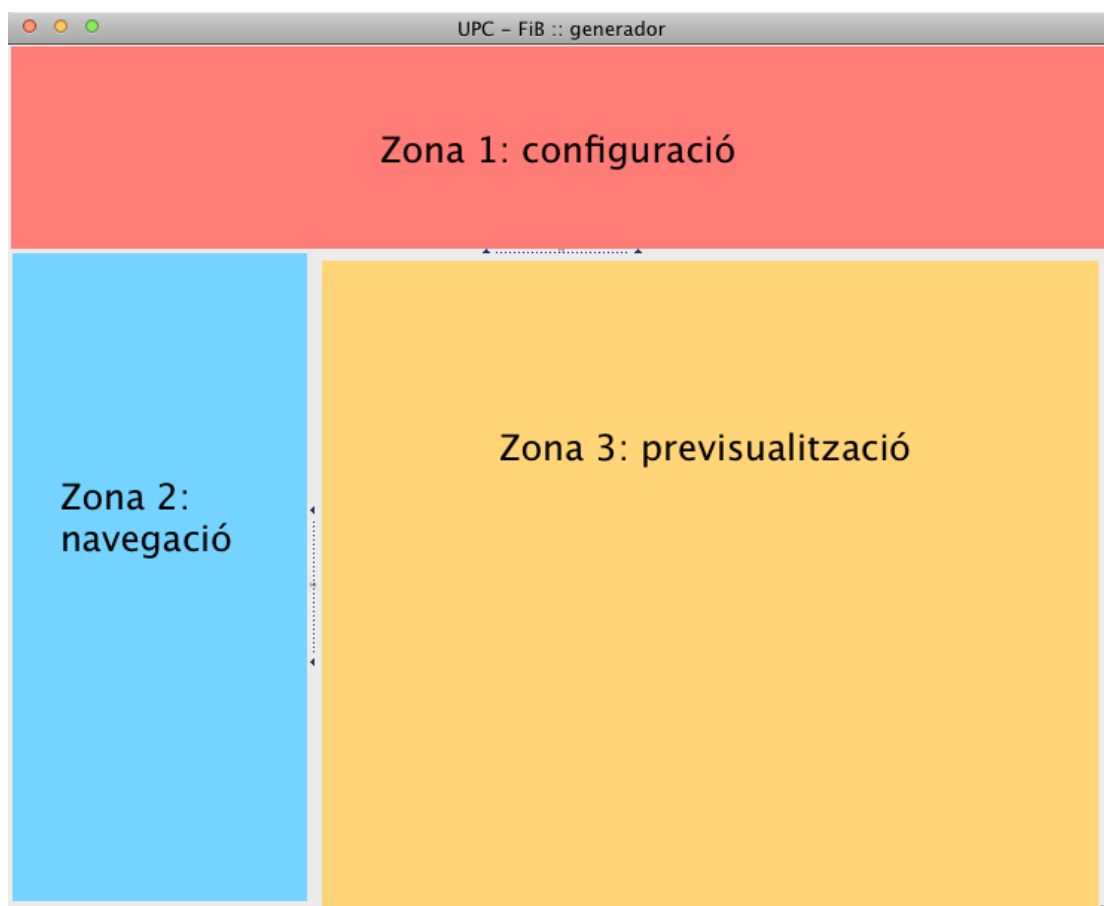 UPC – FiB :: generador
Zona 1: configuració
Zona 2:
navegació
Zona 3: previsualització